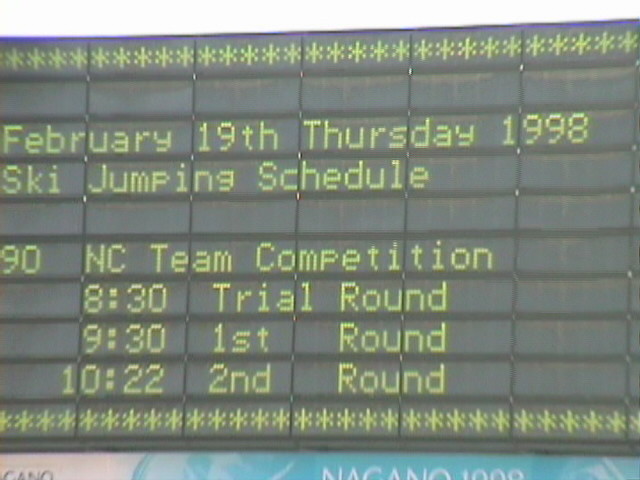 *****************************
February 19th Thursday 1998
Ski Jumping Schedule
90 NC Team Competition
8:30 Trial Round
9:30 1st Round
10:22 2nd Round
*****************************
NAGANO NAGANO 1998